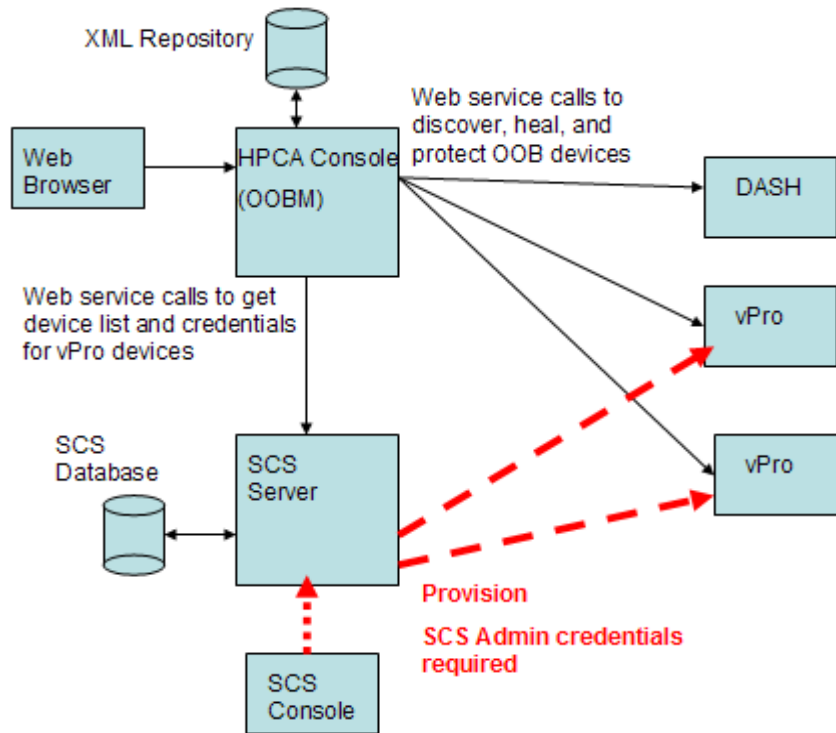 XML Repository
Web service calls to
discover, heal, and
protect OOB devices
Web
Browser
HPCA Console
(OOBM)
DASH
vPro
Web service calls to get
device list and credentials
for vPro devices
SCS
Database
SCS
Server
vPro
Provision
SCS Admin credentials
required
SCS
Console